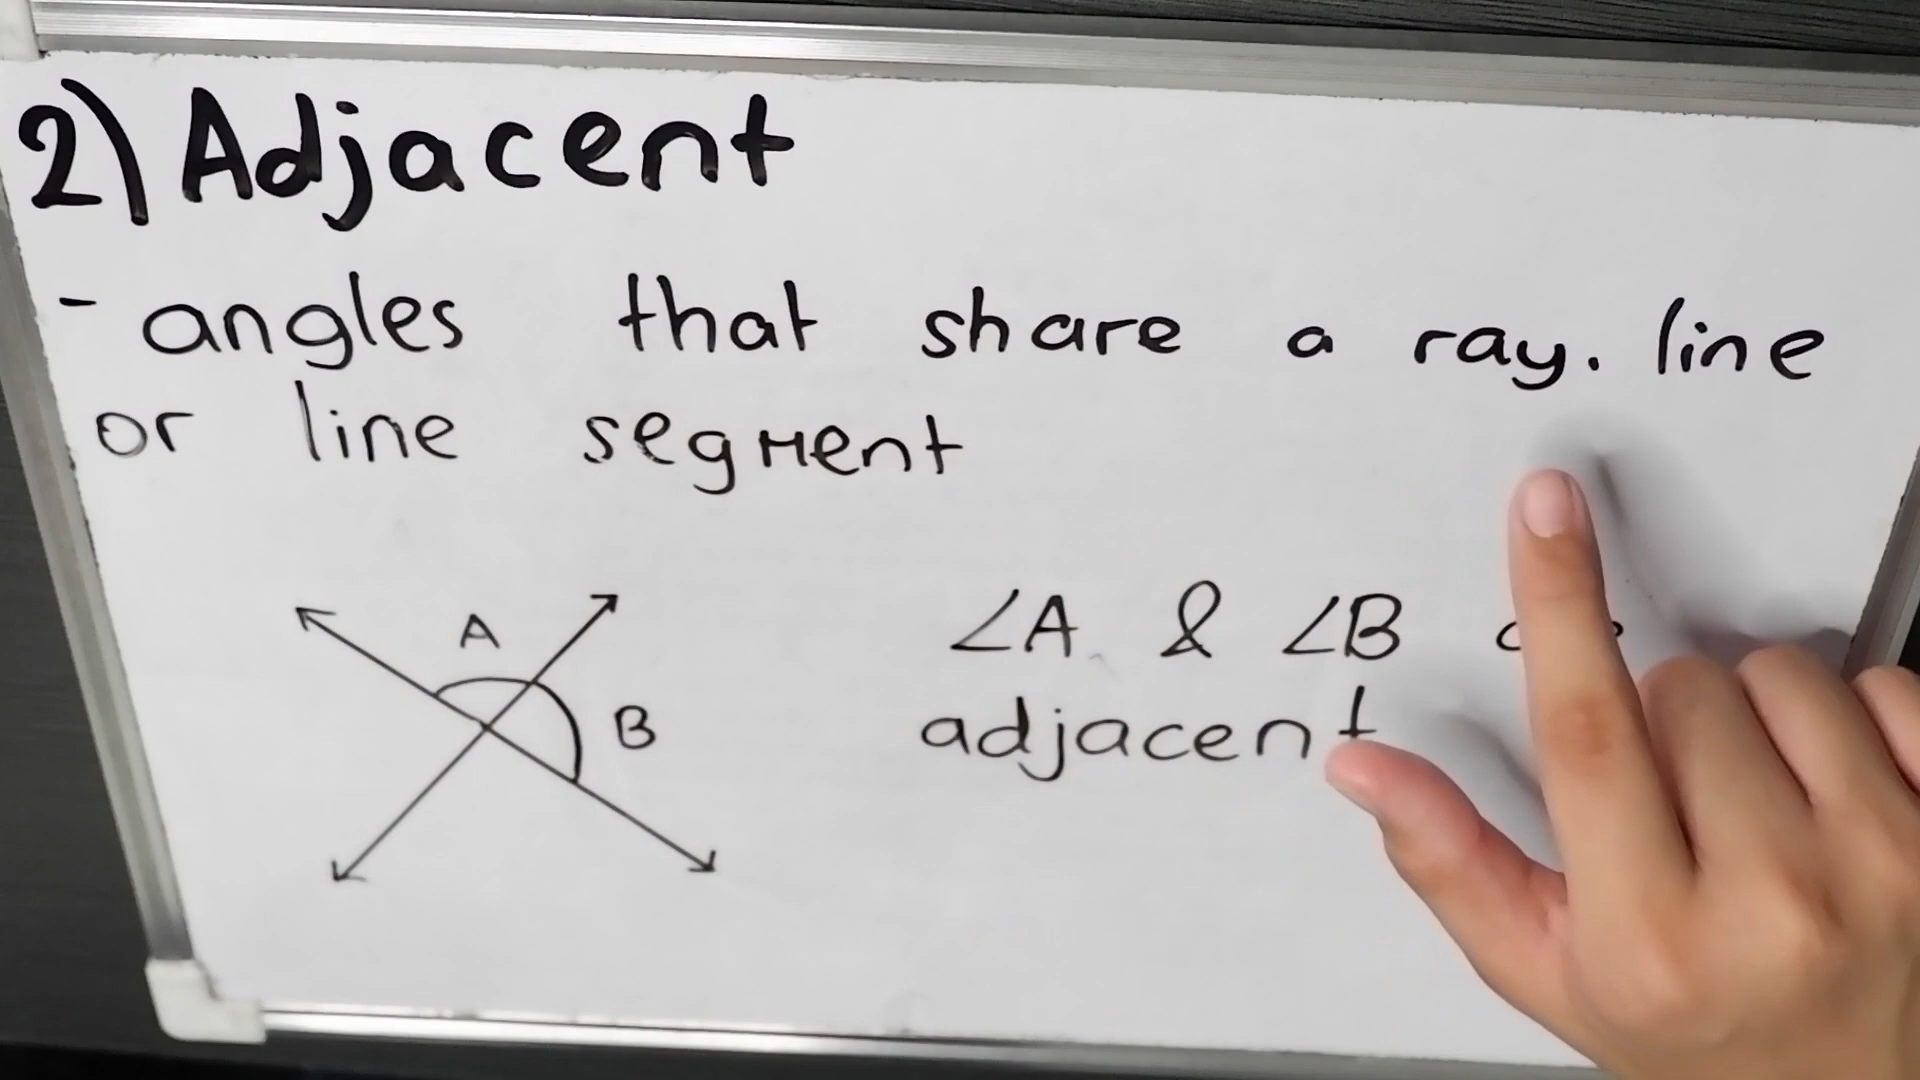 2) Adjacent
- angles that share a ray. line
or line segment
A
B
∠A & ∠B
adjacent